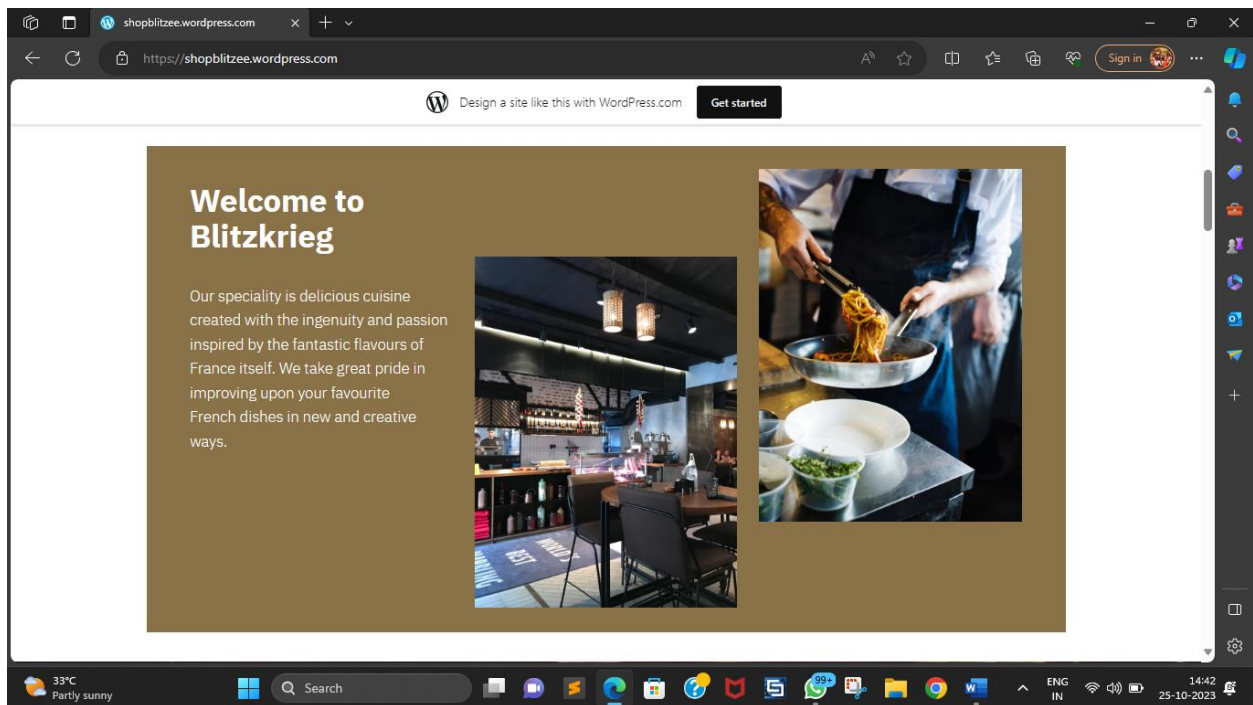 shopblitzee.wordpress.com
https://shopblitzee.wordpress.com
Sign in
Design a site like this with WordPress.com
Get started
Welcome to
Blitzkrieg
Our speciality is delicious cuisine
created with the ingenuity and passion
inspired by the fantastic flavours of
France itself. We take great pride in
improving upon your favourite
French dishes in new and creative
ways.
WORLD'S
BEST
33°C
Partly sunny
Search
99+
ENG
IN
14:42
25-10-2023